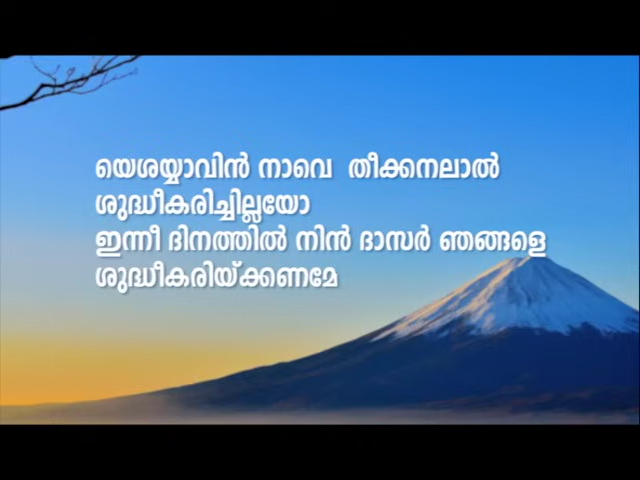 യെശയ്യാവിൻ നാവെ തീക്കനലാൽ
ശുദ്ധീകരിച്ചില്ലയോ
ഇന്നീ ദിനത്തിൽ നിൻ ദാസർ ഞങ്ങളെ
ശുദ്ധീകരിയ്ക്കണമേ